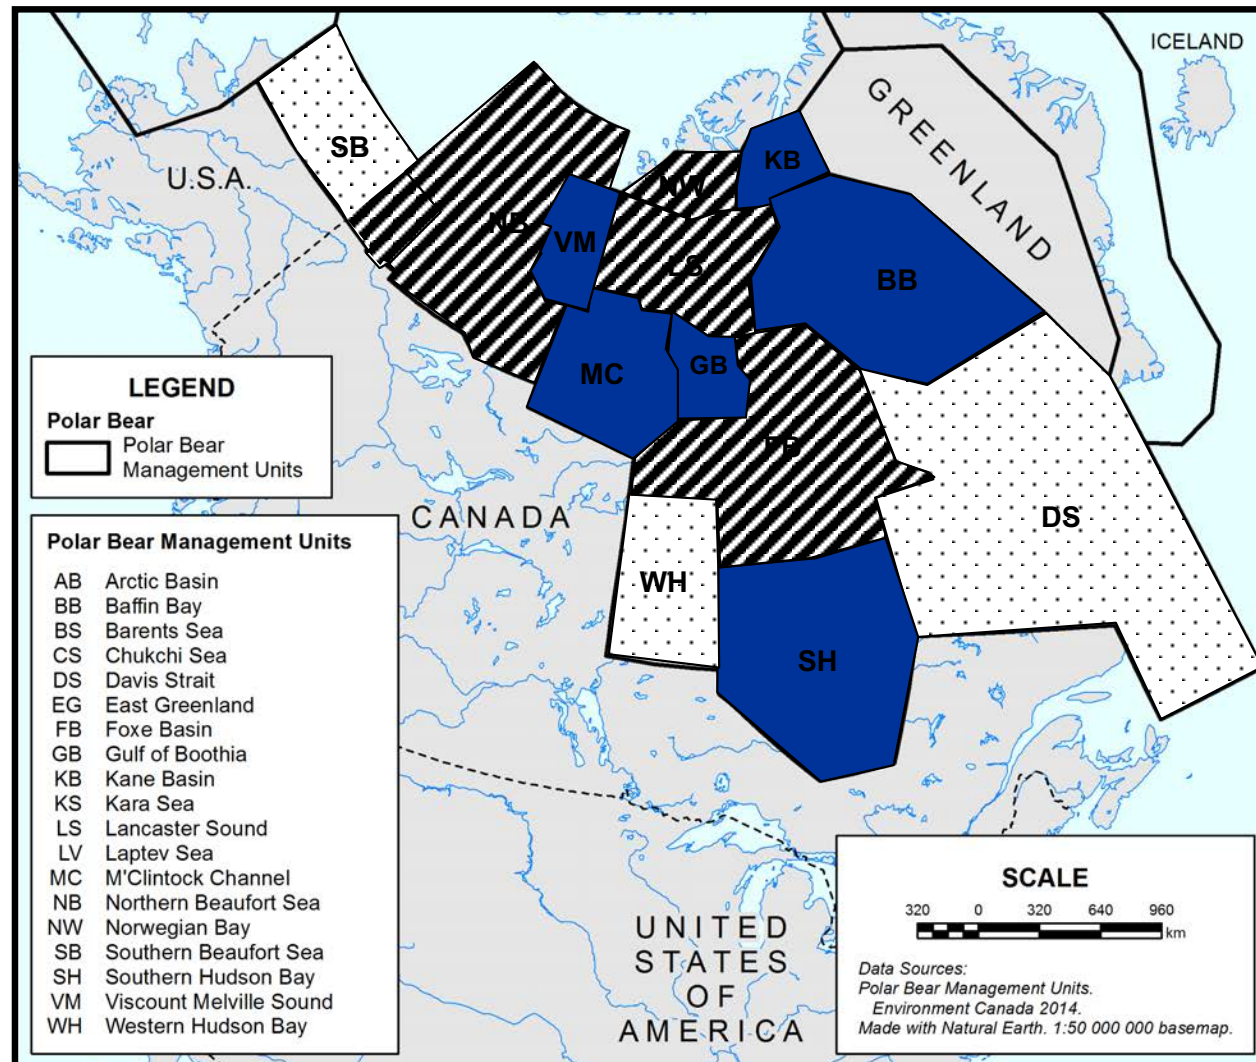 OCEAN
ICELAND
GREENLAND
KB
SB
U.S.A.
NW
NB
VM
LS
BB
MC
GB
FB
CANADA
DS
WH
SH
LEGEND
Polar Bear
Polar Bear
Management Units
Polar Bear Management Units
AB Arctic Basin
BB Baffin Bay
BS Barents Sea
CS Chukchi Sea
DS Davis Strait
EG East Greenland
FB Foxe Basin
GB Gulf of Boothia
KB Kane Basin
KS Kara Sea
LS Lancaster Sound
LV Laptev Sea
MC M'Clintock Channel
NB Northern Beaufort Sea
NW Norwegian Bay
SB Southern Beaufort Sea
SH Southern Hudson Bay
VM Viscount Melville Sound
WH Western Hudson Bay
UNITED
STATES
OF
AMERICA
SCALE
320 0 320 640 960
km
Data Sources:
Polar Bear Management Units.
Environment Canada 2014.
Made with Natural Earth. 1:50 000 000 basemap.